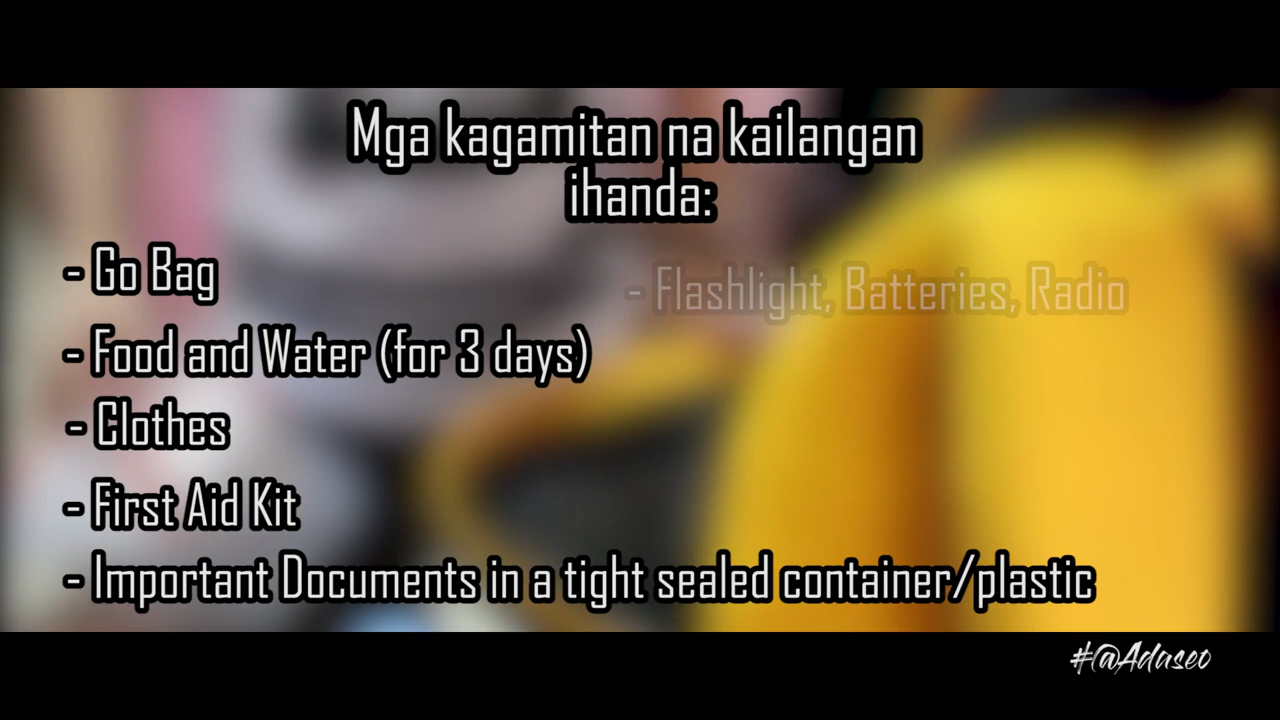 Mga kagamitan na kailangan
ihanda:
- Go Bag
- Food and Water (for 3 days)
- Clothes
- First Aid Kit
- Important Documents in a tight sealed container/plastic
- Flashlight, Batteries, Radio
#@Adaseo